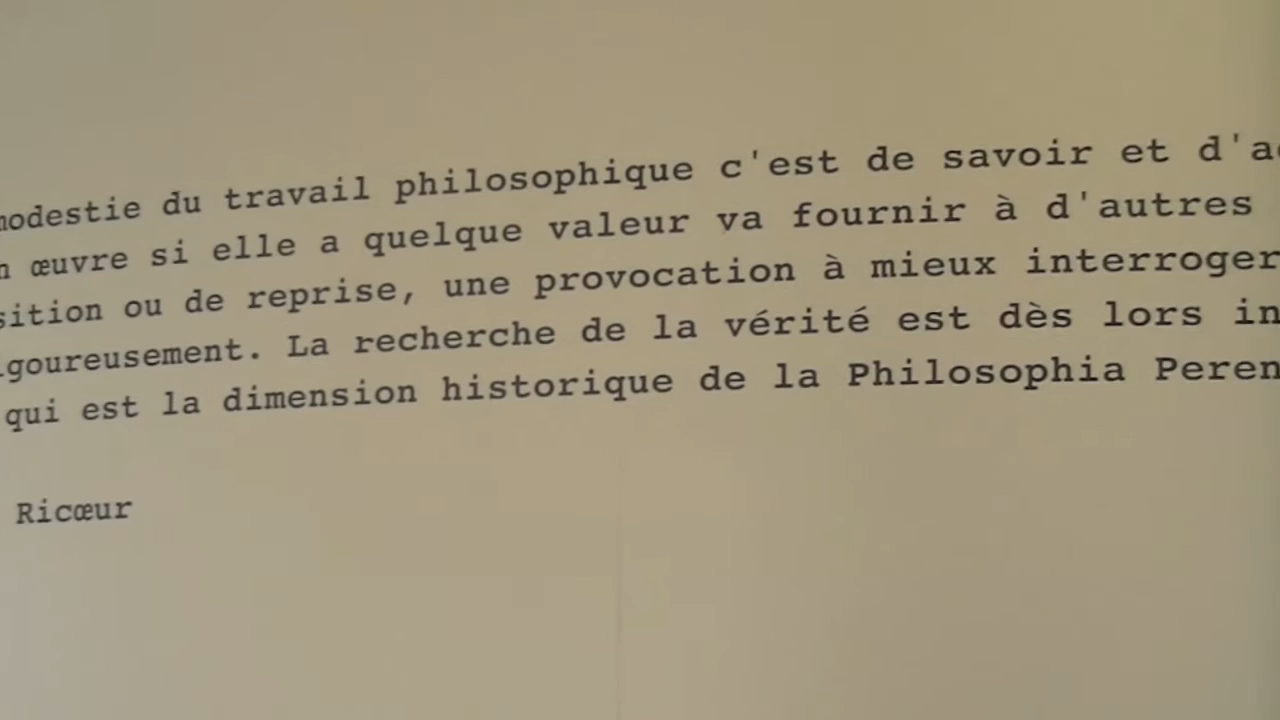 modestie du travail philosophique c'est de savoir et d'a
œuvre si elle a quelque valeur va fournir à d'autres
sition ou de reprise, une provocation à mieux interroger
goureusement. La recherche de la vérité est dès lors in
qui est la dimension historique de la Philosophia Peren
Ricœur